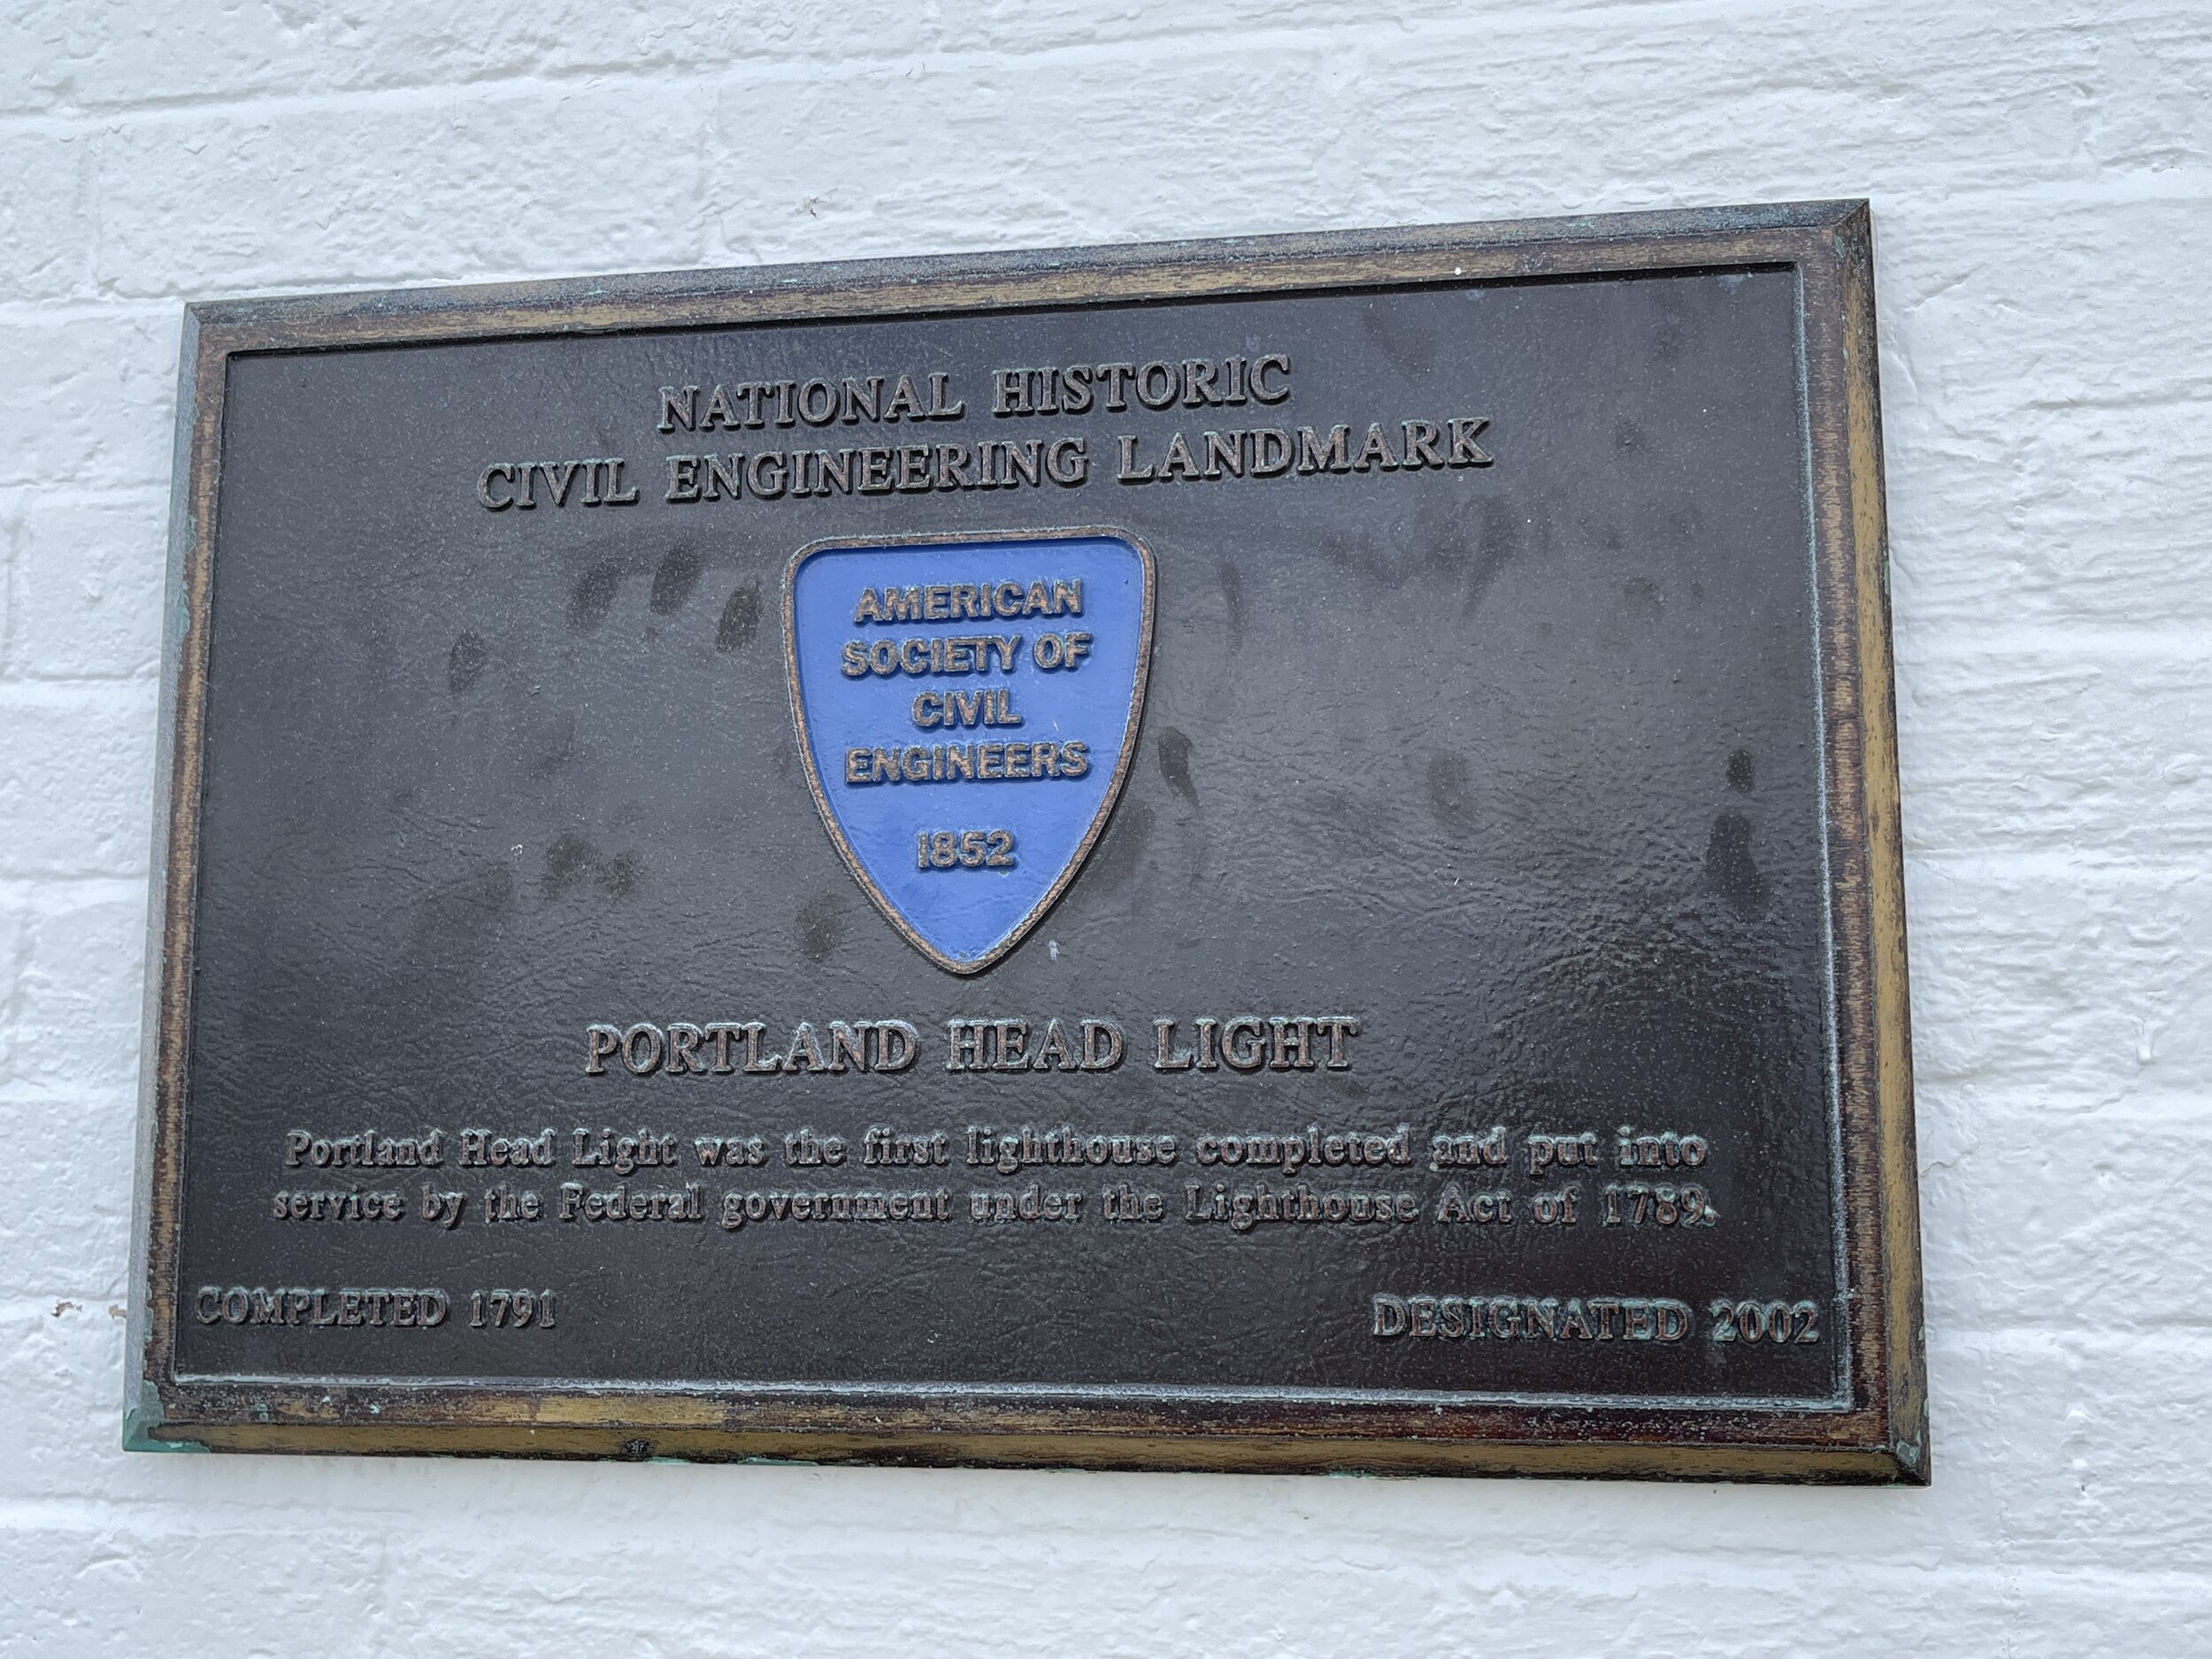 NATIONAL HISTORIC
CIVIL ENGINEERING LANDMARK
AMERICAN
SOCIETY OF
CIVIL
ENGINEERS
1852
PORTLAND HEAD LIGHT
Portland Head Light was the first lighthouse completed and put into
service by the Federal government under the Lighthouse Act of 1789.
COMPLETED 1791
DESIGNATED 2002